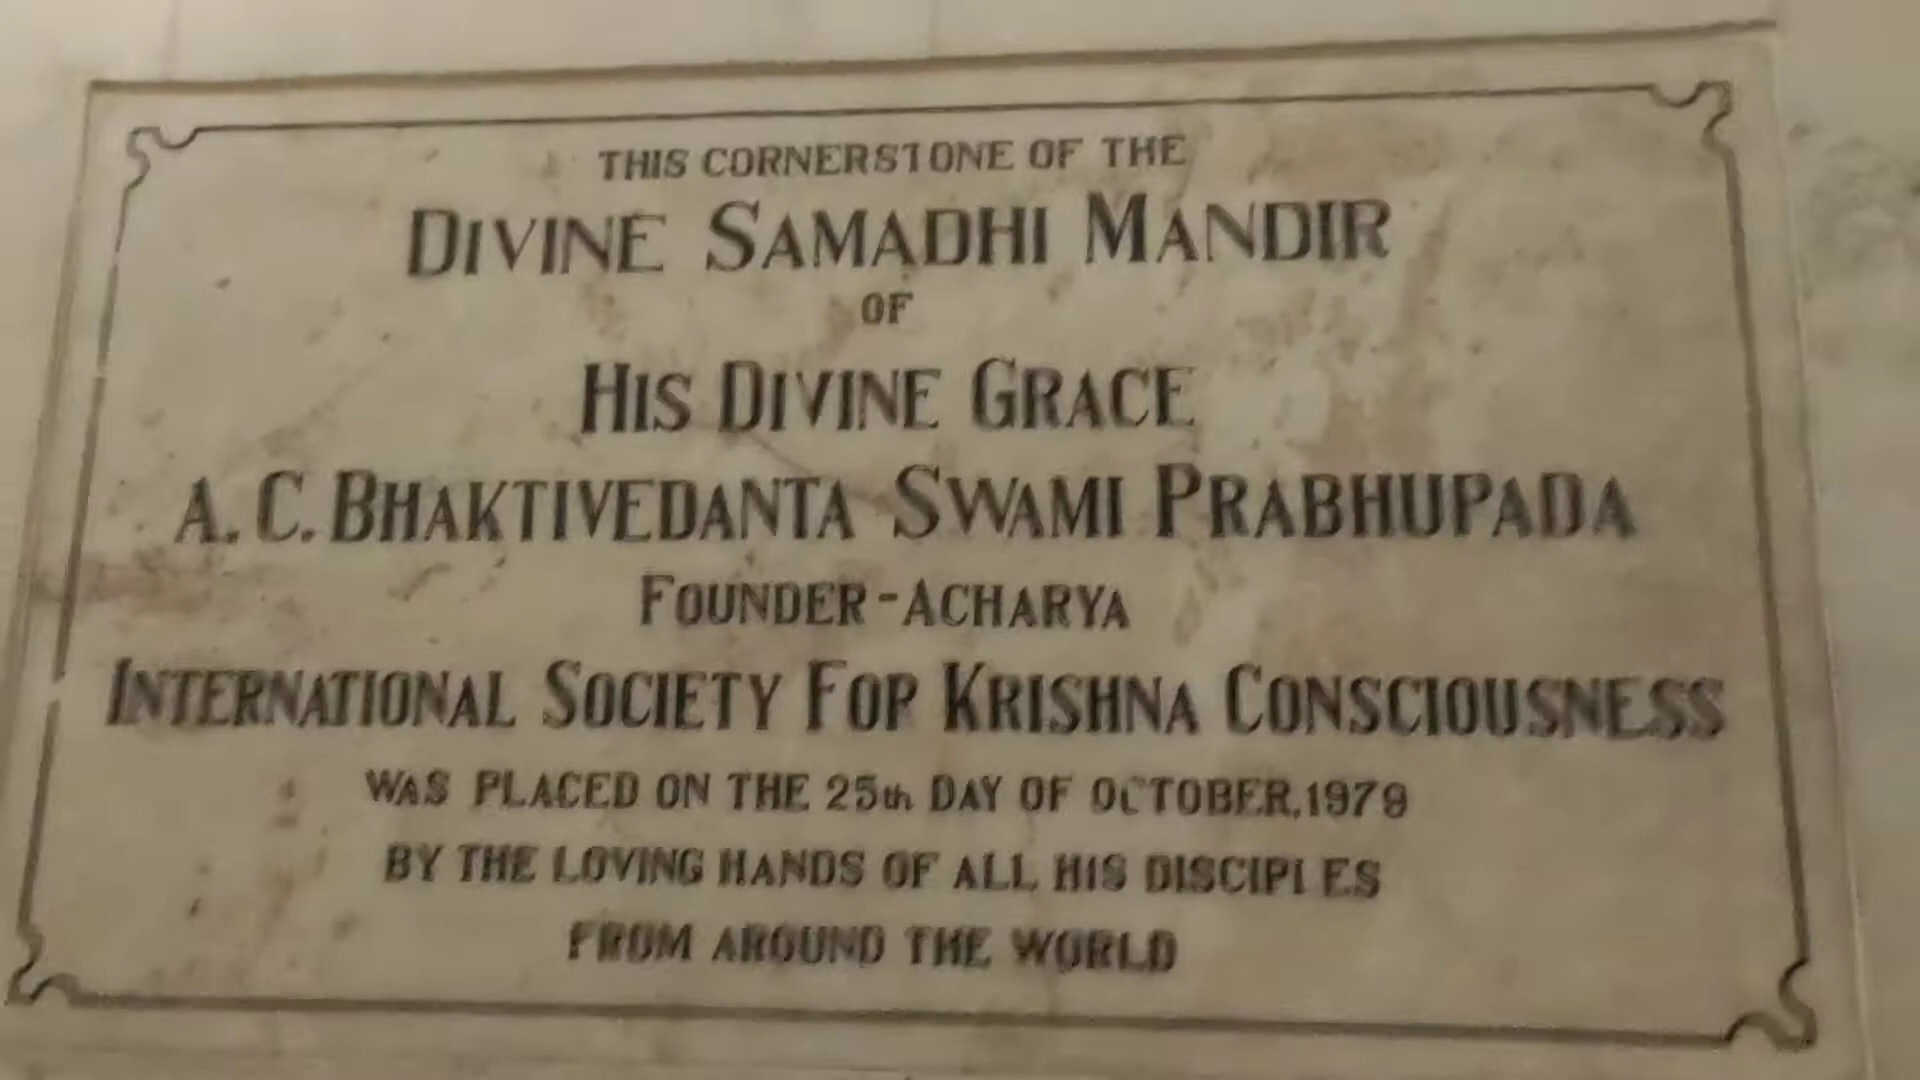 THIS CORNERSTONE OF THE
DIVINE SAMADHI MANDIR
OF
HIS DIVINE GRACE
A. C. BHAKTIVEDANTA SWAMI PRABHUPADA
FOUNDER-ACHARYA
INTERNATIONAL SOCIETY FOR KRISHNA CONSCIOUSNESS
WAS PLACED ON THE 25th DAY OF OCTOBER, 1979
BY THE LOVING HANDS OF ALL HIS DISCIPLES
FROM AROUND THE WORLD